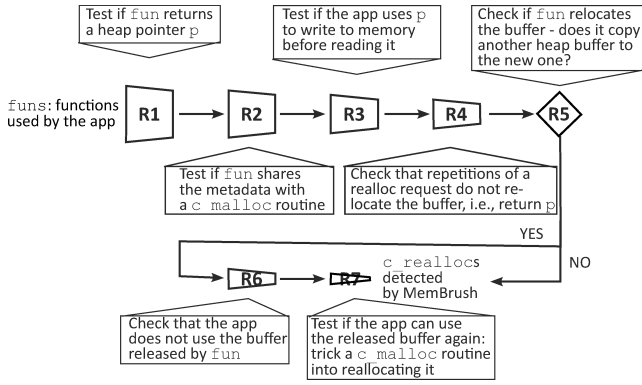 Test if fun returns
a heap pointer p
Test if the app uses p
to write to memory
before reading it
Check if fun relocates
the buffer - does it copy
another heap buffer to
the new one?
funs: functions
used by the app
R1
R2
R3
R4
R5
Test if fun shares
the metadata with
a c_malloc routine
Check that repetitions of
realloc request do not re-
locate the buffer, i.e., return p
YES
NO
R6
R7
c_reallocs
detected
by MemBrush
Check that the app
does not use the buffer
released by fun
Test if the app can use
the released buffer again:
trick a c_malloc routine
into reallocating it